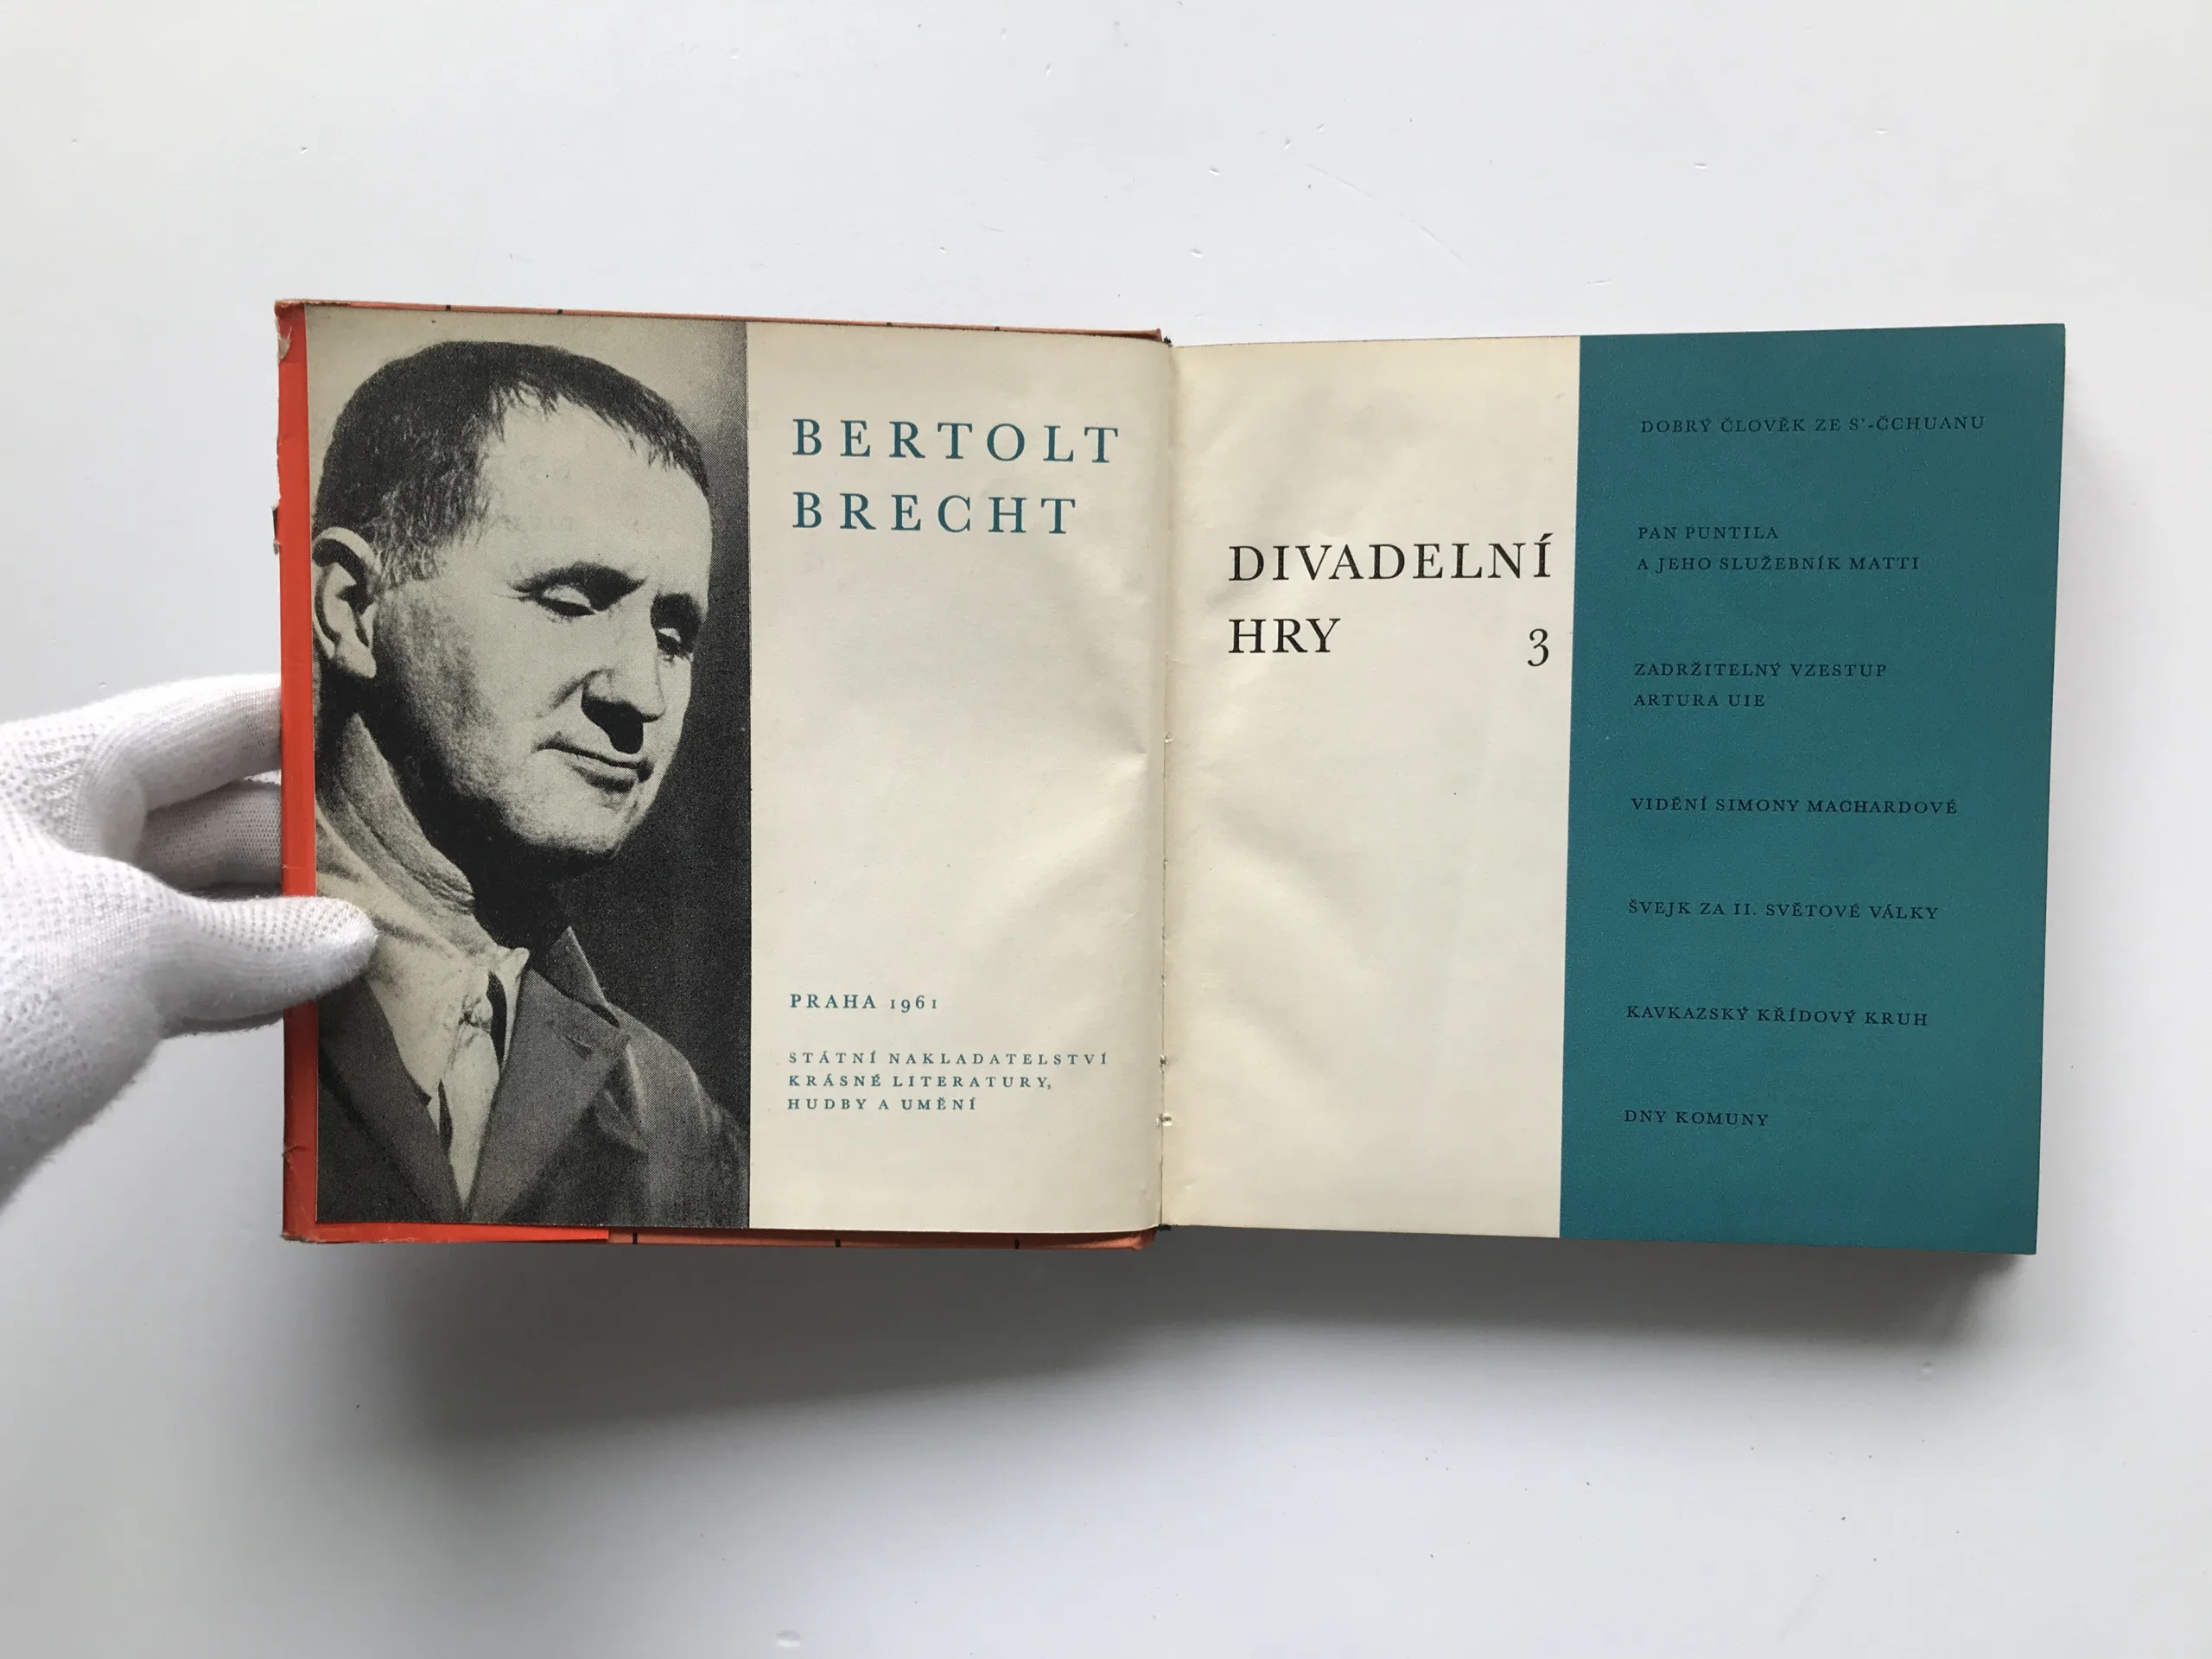 BERTOLT
BRECHT
PRAHA 1961
STÁTNÍ NAKLADATELSTVÍ
KRÁSNÉ LITERATURY,
HUDBY A UMĚNÍ
DIVADELNÍ
HRY 3
DOBRÝ ČLOVĚK ZE S'-ČCHUANU
PAN PUNTILA
A JEHO SLUŽEBNÍK MATTI
ZADRŽITELNÝ VZESTUP
ARTURA UIE
VIDĚNÍ SIMONY MACHARDOVÉ
ŠVEJK ZA II. SVĚTOVÉ VÁLKY
KAVKAZSKÝ KŘÍDOVÝ KRUH
DNY KOMUNY